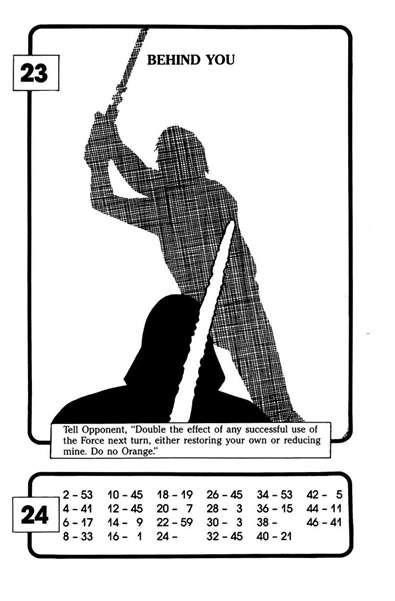 23
BEHIND YOU
Tell Opponent, "Double the effect of any successful use of
the Force next turn, either restoring your own or reducing
mine. Do no Orange."
24
2 – 53 10 – 45 18 – 19 26 – 45 34 – 53 42 – 5
4 – 41 12 – 45 20 – 7 28 – 3 36 – 15 44 – 11
6 – 17 14 – 9 22 – 59 30 – 3 38 – 46 – 41
8 – 33 16 – 1 24 – 32 – 45 40 – 21